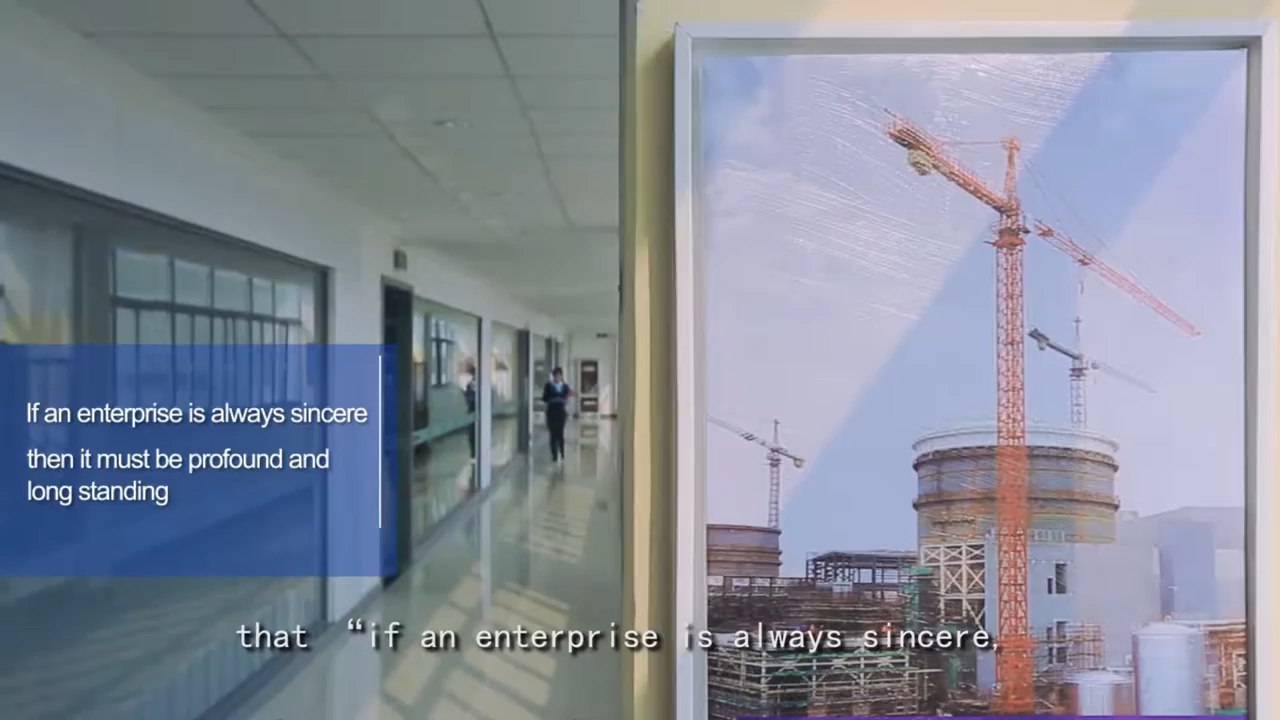 If an enterprise is always sincere
then it must be profound and
long standing
that “if an enterprise is always sincere,